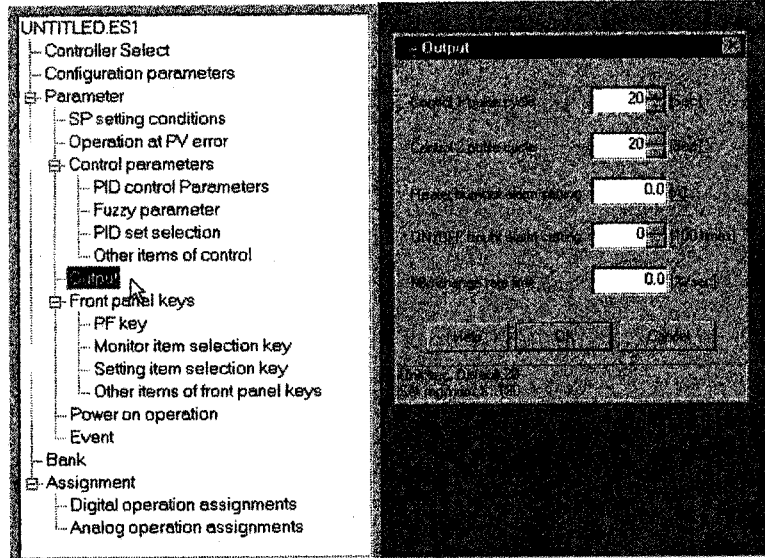 UNTITLED.ES1
Controller Select
Configuration parameters
Parameter
SP setting conditions
Operation at PV error
Control parameters
PID control Parameters
Fuzzy parameter
PID set selection
Other items of control
Output
Front panel keys
PF key
Monitor item selection key
Setting item selection key
Other items of front panel keys
Power on operation
Event
Bank
Assignment
Digital operation assignments
Analog operation assignments
Output
20
20
0.0
0
0.0
Help
OK
Cancel